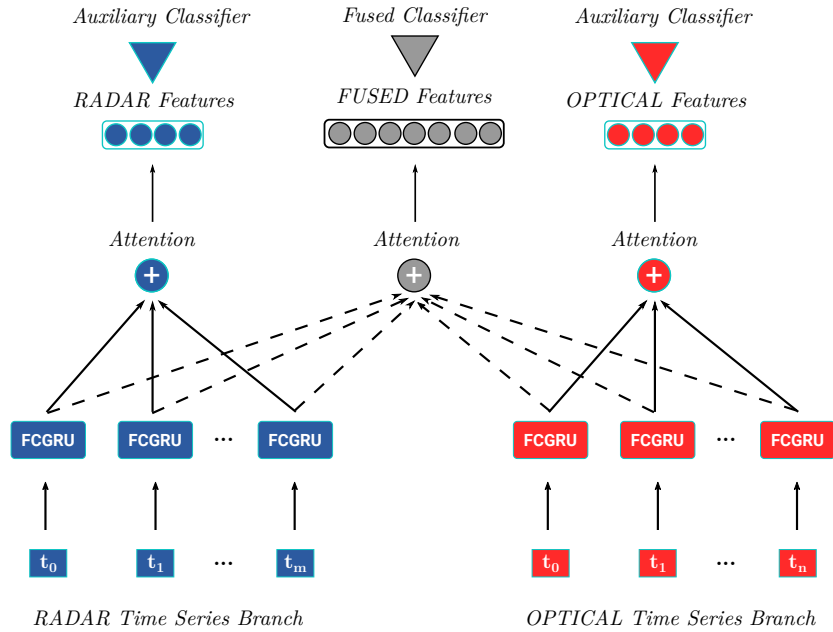 Auxiliary Classifier Fused Classifier Auxiliary Classifier
RADAR Features FUSED Features OPTICAL Features
Attention Attention Attention
+ + +
FCGRU FCGRU ... FCGRU FCGRU FCGRU ... FCGRU
t0 t1 ... tm t0 t1 ... tn
RADAR Time Series Branch OPTICAL Time Series Branch